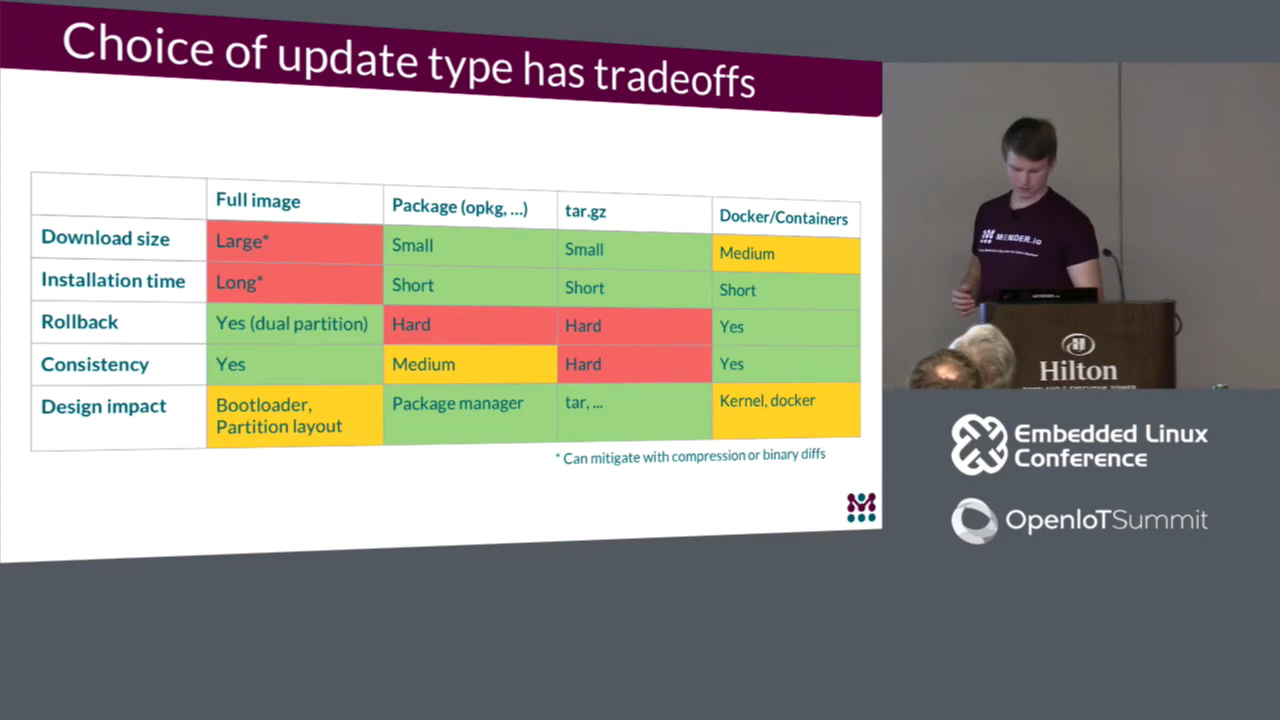 Choice of update type has tradeoffs
Full image
Package (opkg, ...)
tar.gz
Docker/Containers
Download size
Large*
Small
Small
Medium
Installation time
Long*
Short
Short
Short
Rollback
Yes (dual partition)
Hard
Hard
Yes
Consistency
Yes
Medium
Hard
Yes
Design impact
Bootloader,
Partition layout
Package manager
tar, ...
Kernel, docker
* Can mitigate with compression or binary diffs
MENDER.io
Hilton
Embedded Linux
Conference
OpenIoTSummit